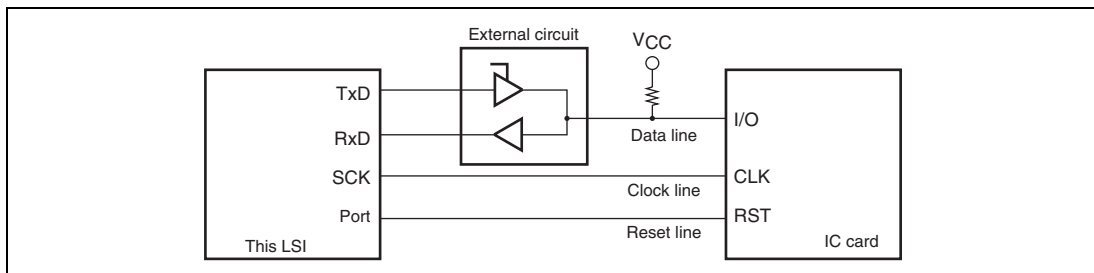 External circuit
VCC
TxD
RxD
SCK
Port
This LSI
Data line
Clock line
Reset line
I/O
CLK
RST
IC card